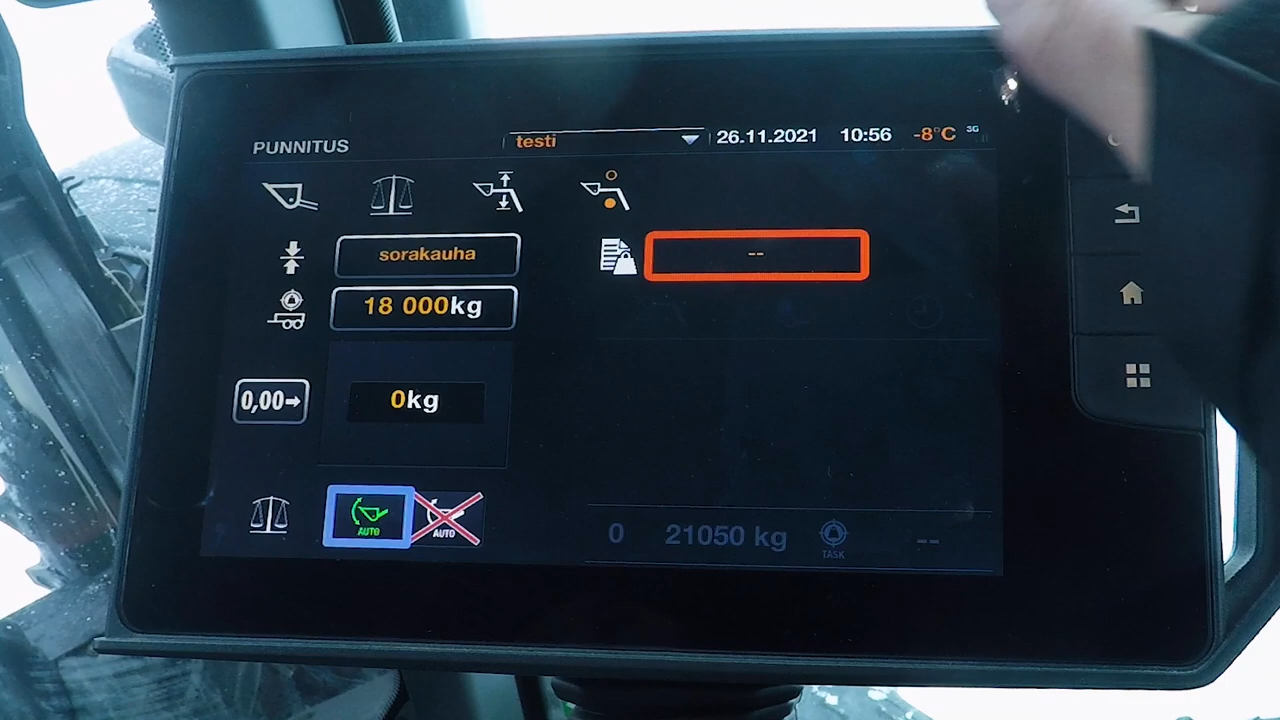 PUNNITUS testi 26.11.2021 10:56 -8°C 3G
sorakauha --
18 000kg
0,00→ 0kg
AUTO AUTO
0 21050 kg TASK --